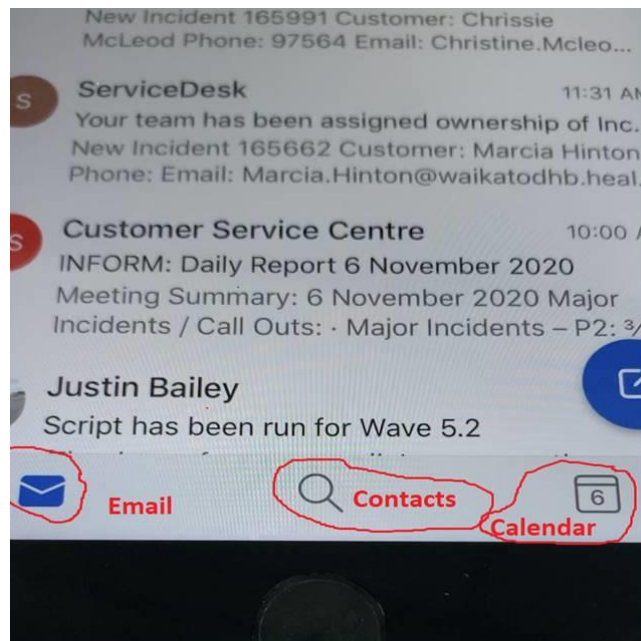 New Incident 165991 Customer: Chrissie
McLeod Phone: 97564 Email: Christine.Mcleo...
S
ServiceDesk
11:31 AM
Your team has been assigned ownership of Inc.
New Incident 165662 Customer: Marcia Hinton
Phone: Email: Marcia.Hinton@waikatodhb.heal.
S
Customer Service Centre
10:00
INFORM: Daily Report 6 November 2020
Meeting Summary: 6 November 2020 Major
Incidents / Call Outs: · Major Incidents – P2: ¾
Justin Bailey
Script has been run for Wave 5.2
Email
Contacts
6
Calendar